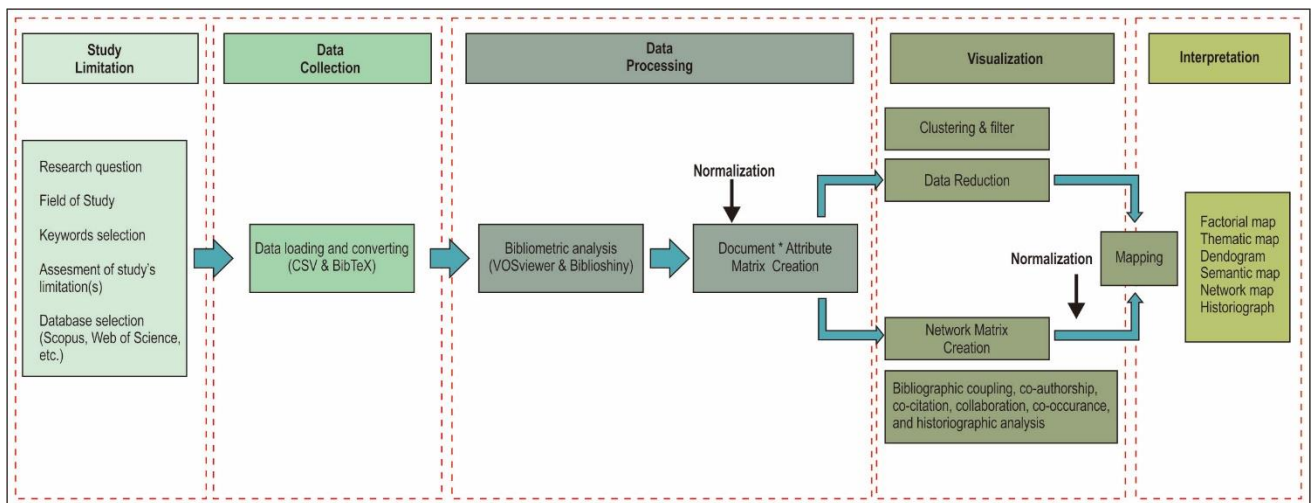 Study
Limitation
Data
Collection
Data
Processing
Visualization
Interpretation
Research question
Field of Study
Keywords selection
Assesment of study's
limitation(s)
Database selection
(Scopus, Web of Science,
etc.)
Data loading and converting
(CSV & BibTeX)
Bibliometric analysis
(VOSviewer & Biblioshiny)
Normalization
Document * Attribute
Matrix Creation
Clustering & filter
Data Reduction
Network Matrix
Creation
Bibliographic coupling, co-authorship,
co-citation, collaboration, co-occurance,
and historiographic analysis
Normalization
Mapping
Factorial map
Thematic map
Dendogram
Semantic map
Network map
Historiograph